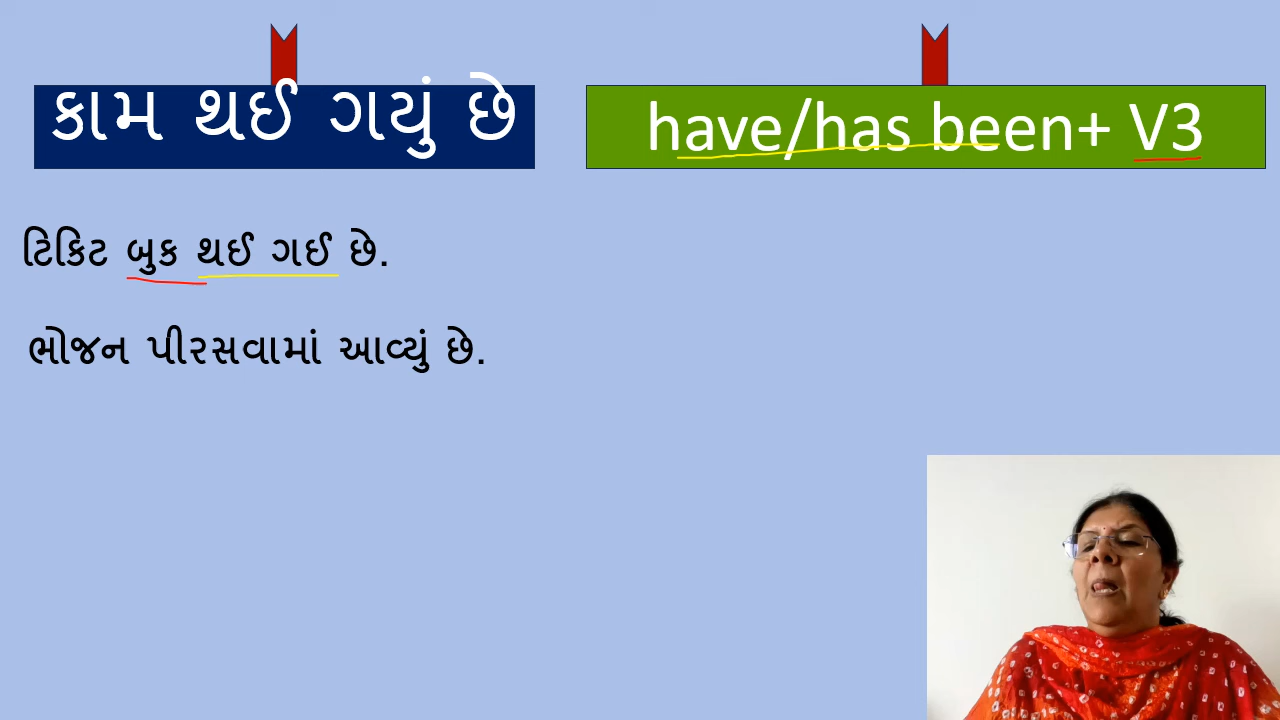 કામ થઈ ગયું છે
have/has been+ V3
ટિકિટ બુક થઈ ગઈ છે.
ભોજન પીરસવામાં આવ્યું છે.